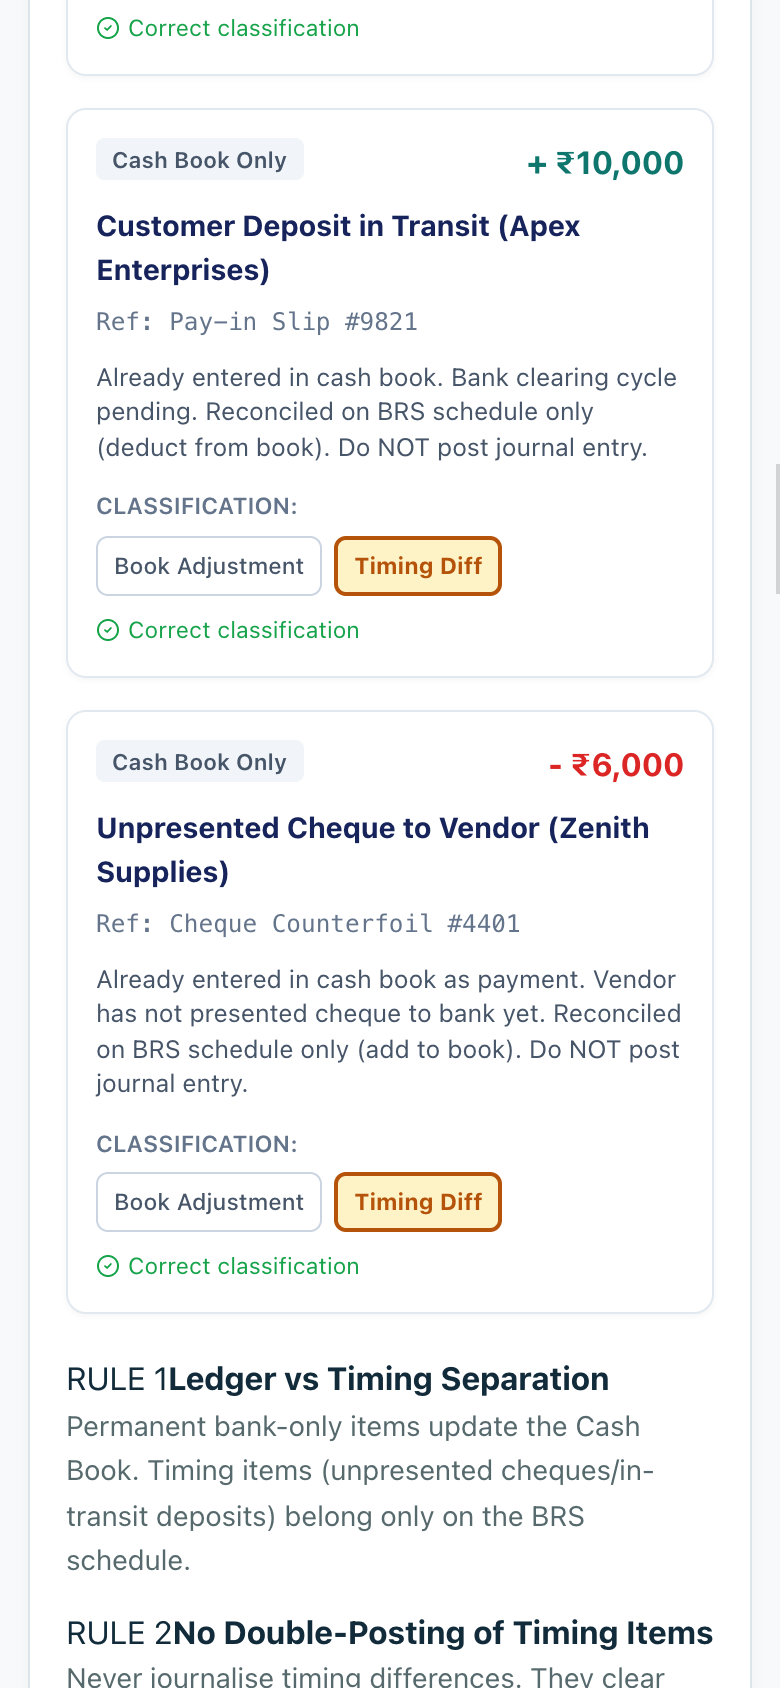 Correct classification
Cash Book Only
+ ₹10,000
Customer Deposit in Transit (Apex
Enterprises)
Ref: Pay-in Slip #9821
Already entered in cash book. Bank clearing cycle
pending. Reconciled on BRS schedule only
(deduct from book). Do NOT post journal entry.
CLASSIFICATION:
Book Adjustment
Timing Diff
Correct classification
Cash Book Only
- ₹6,000
Unpresented Cheque to Vendor (Zenith
Supplies)
Ref: Cheque Counterfoil #4401
Already entered in cash book as payment. Vendor
has not presented cheque to bank yet. Reconciled
on BRS schedule only (add to book). Do NOT post
journal entry.
CLASSIFICATION:
Book Adjustment
Timing Diff
Correct classification
RULE 1Ledger vs Timing Separation
Permanent bank-only items update the Cash
Book. Timing items (unpresented cheques/in-
transit deposits) belong only on the BRS
schedule.
RULE 2No Double-Posting of Timing Items
Never journalise timing differences. They clear